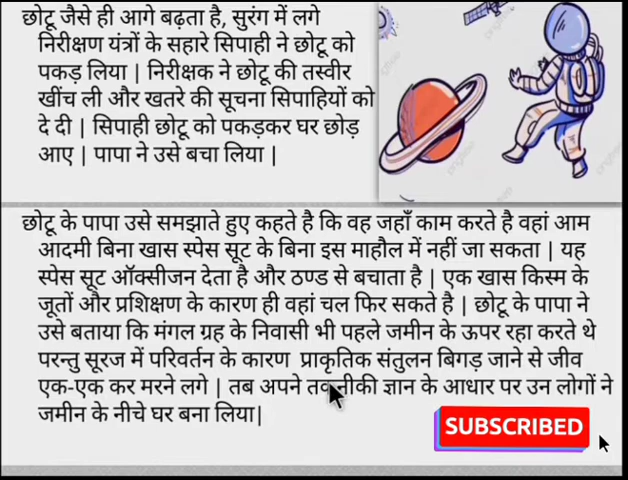 छोटू जैसे ही आगे बढ़ता है, सुरंग में लगे
निरीक्षण यंत्रों के सहारे सिपाही ने छोटू को
पकड़ लिया | निरीक्षक ने छोटू की तस्वीर
खींच ली और खतरे की सूचना सिपाहियों को
दे दी | सिपाही छोटू को पकड़कर घर छोड़
आए | पापा ने उसे बचा लिया |
छोटू के पापा उसे समझाते हुए कहते है कि वह जहाँ काम करते है वहां आम
आदमी बिना खास स्पेस सूट के बिना इस माहौल में नहीं जा सकता | यह
स्पेस सूट ऑक्सीजन देता है और ठण्ड से बचाता है | एक खास किस्म के
जूतों और प्रशिक्षण के कारण ही वहां चल फिर सकते है | छोटू के पापा ने
उसे बताया कि मंगल ग्रह के निवासी भी पहले जमीन के ऊपर रहा करते थे
परन्तु सूरज में परिवर्तन के कारण प्राकृतिक संतुलन बिगड़ जाने से जीव
एक-एक कर मरने लगे | तब अपने तकनीकी ज्ञान के आधार पर उन लोगों ने
जमीन के नीचे घर बना लिया|
SUBSCRIBED